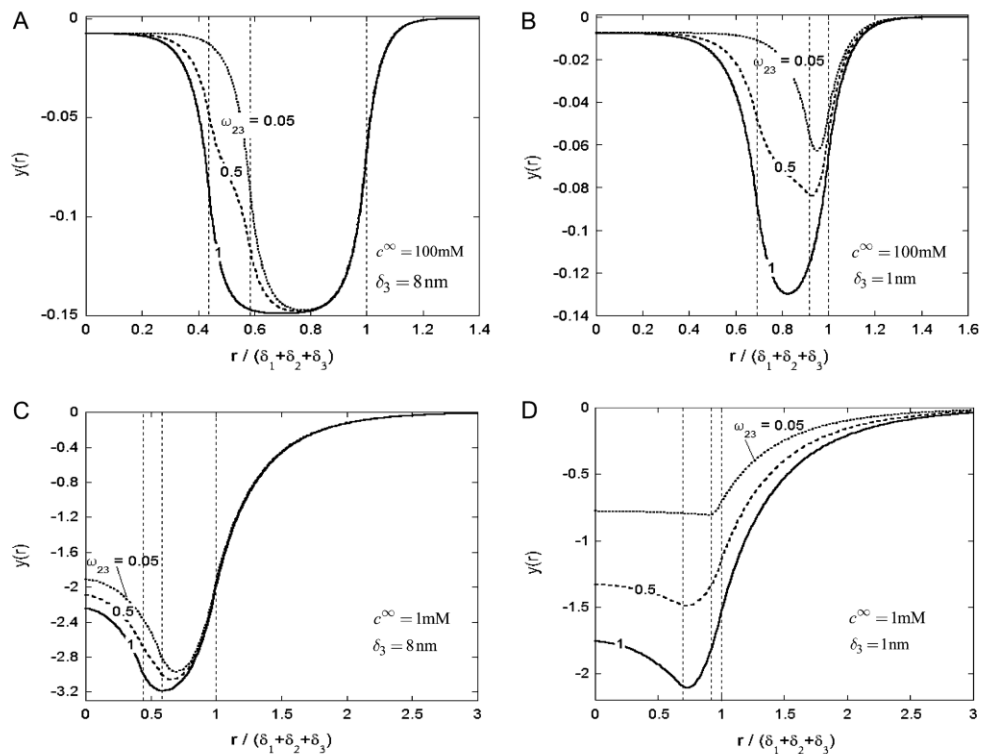 A
0
-0.05
-0.1
-0.15
y(r)
ω23 = 0.05
0.5
1
c∞ = 100mM
δ3 = 8nm
0 0.2 0.4 0.6 0.8 1 1.2 1.4
r / (δ1+δ2+δ3)
B
0
-0.02
-0.04
-0.06
-0.08
-0.1
-0.12
-0.14
y(r)
ω23 = 0.05
0.5
1
c∞ = 100mM
δ3 = 1nm
0 0.2 0.4 0.6 0.8 1 1.2 1.4 1.6
r / (δ1+δ2+δ3)
C
0
-0.4
-0.8
-1.2
-1.6
-2
-2.4
-2.8
-3.2
y(r)
ω23 = 0.05
0.5
1
c∞ = 1mM
δ3 = 8nm
0 0.5 1 1.5 2 2.5 3
r / (δ1+δ2+δ3)
D
0
-0.5
-1
-1.5
-2
y(r)
ω23 = 0.05
0.5
1
c∞ = 1mM
δ3 = 1nm
0 0.5 1 1.5 2 2.5 3
r / (δ1+δ2+δ3)